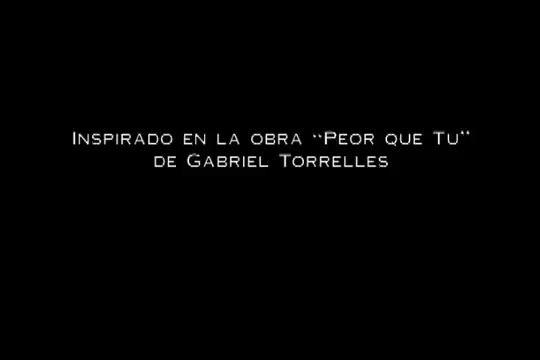 INSPIRADO EN LA OBRA “PEOR QUE TU”
DE GABRIEL TORRELLES